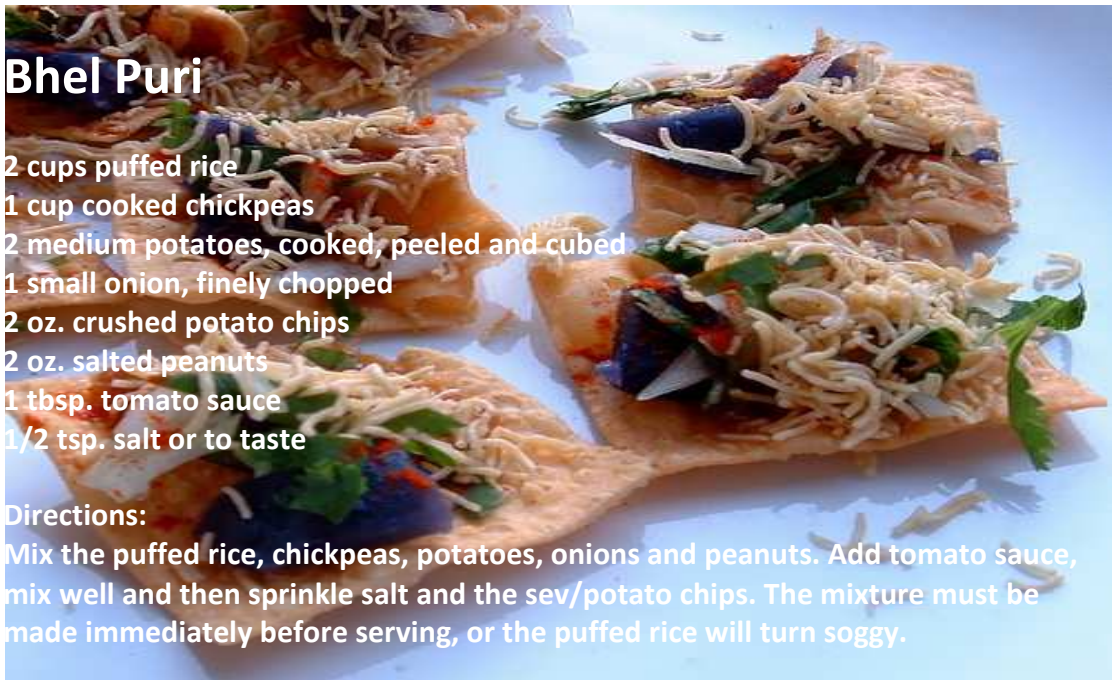 Bhel Puri
2 cups puffed rice
1 cup cooked chickpeas
2 medium potatoes, cooked, peeled and cubed
1 small onion, finely chopped
2 oz. crushed potato chips
2 oz. salted peanuts
1 tbsp. tomato sauce
1/2 tsp. salt or to taste
Directions:
Mix the puffed rice, chickpeas, potatoes, onions and peanuts. Add tomato sauce,
mix well and then sprinkle salt and the sev/potato chips. The mixture must be
made immediately before serving, or the puffed rice will turn soggy.